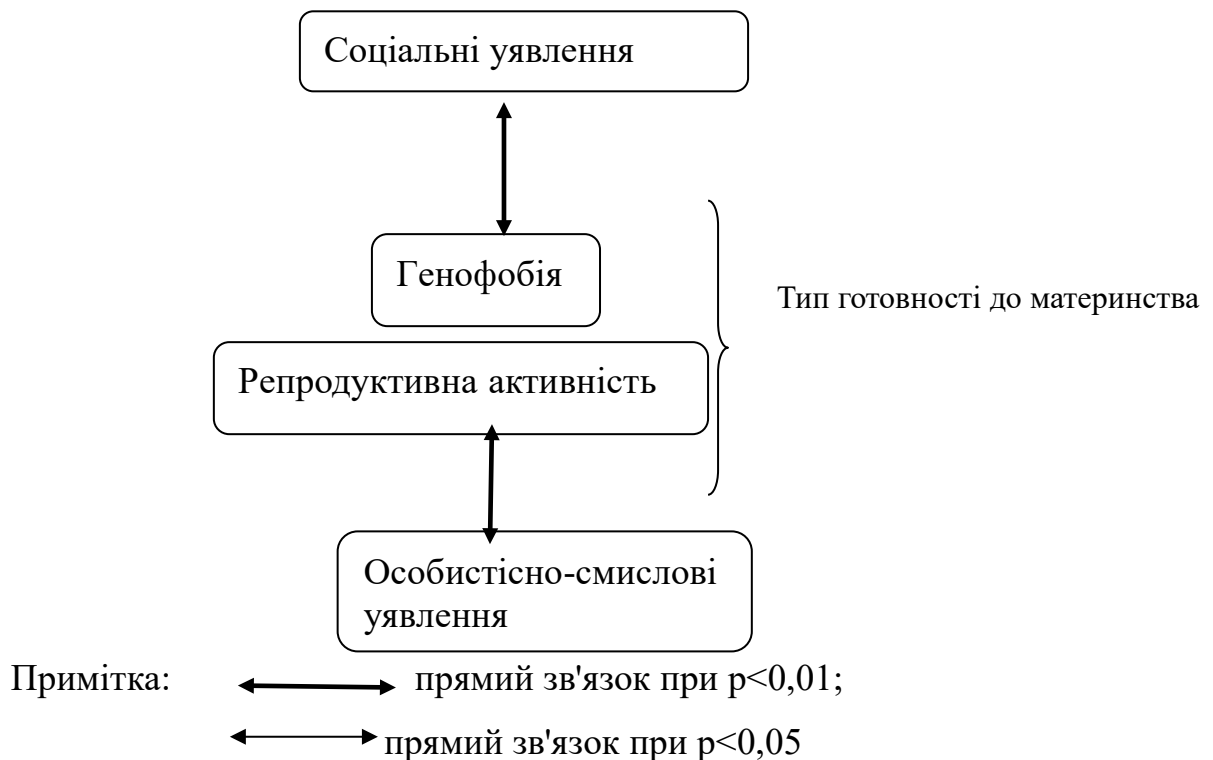 Соціальні уявлення
Генофобія
Тип готовності до материнства
Репродуктивна активність
Особистісно-смислові
уявлення
Примітка: прямий зв'язок при p<0,01;
прямий зв'язок при p<0,05